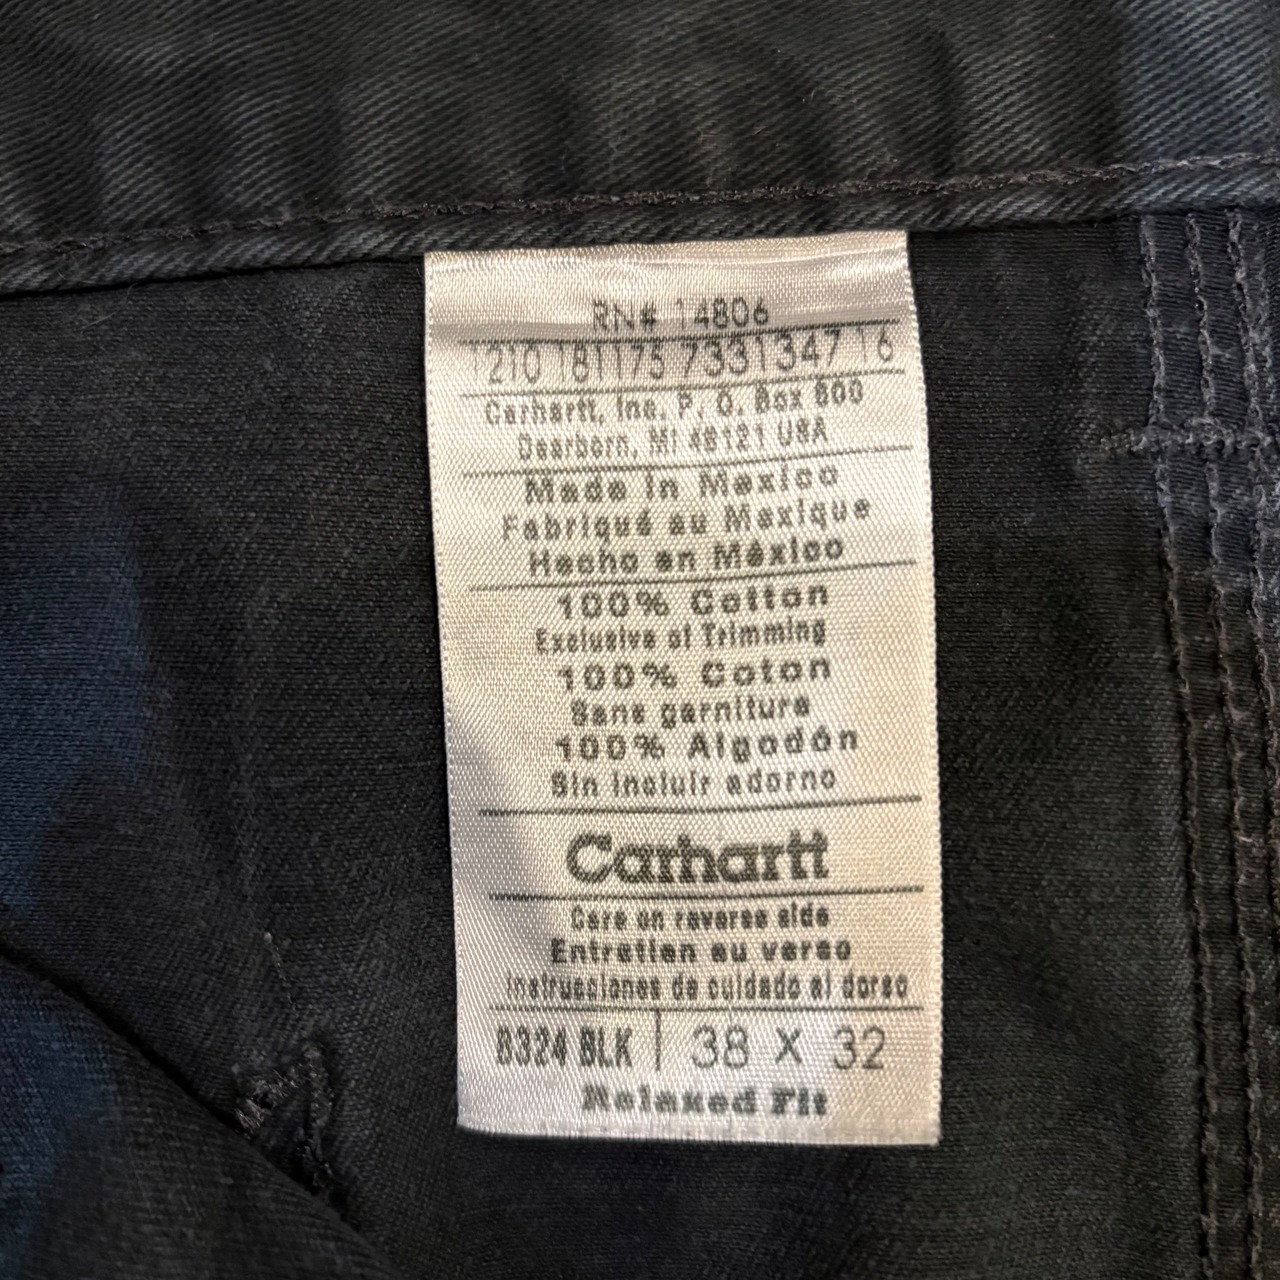 RN# 14806
1210 181175 7331347 16
Carhartt, Inc. P. O. Box 600
Dearborn, MI 48121 USA
Made in Mexico
Fabriqué au Mexique
Hecho en México
100% Cotton
Exclusive of Trimming
100% Coton
Sans garniture
100% Algodón
Sin incluir adorno
Carhartt
Care on reverse side
Entretien au verso
Instrucciones de cuidado al dorso
B324 BLK | 38 X 32
Relaxed Fit